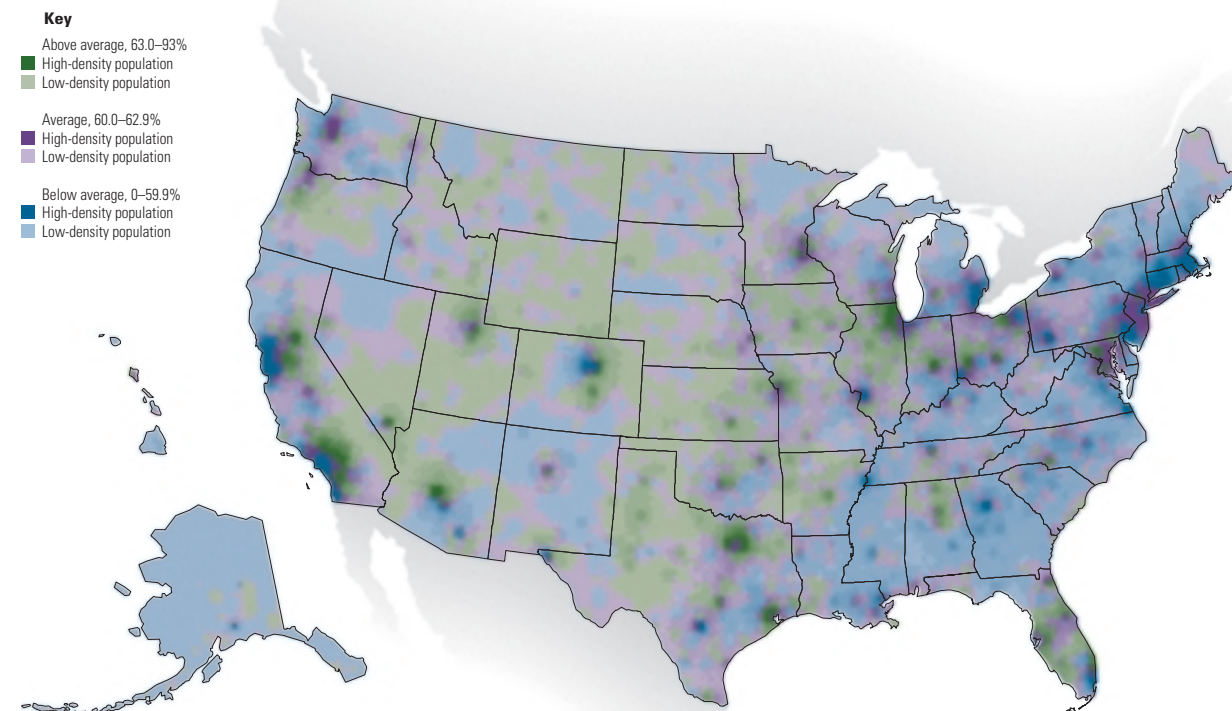 Key
Above average, 63.0–93%
High-density population
Low-density population
Average, 60.0–62.9%
High-density population
Low-density population
Below average, 0–59.9%
High-density population
Low-density population